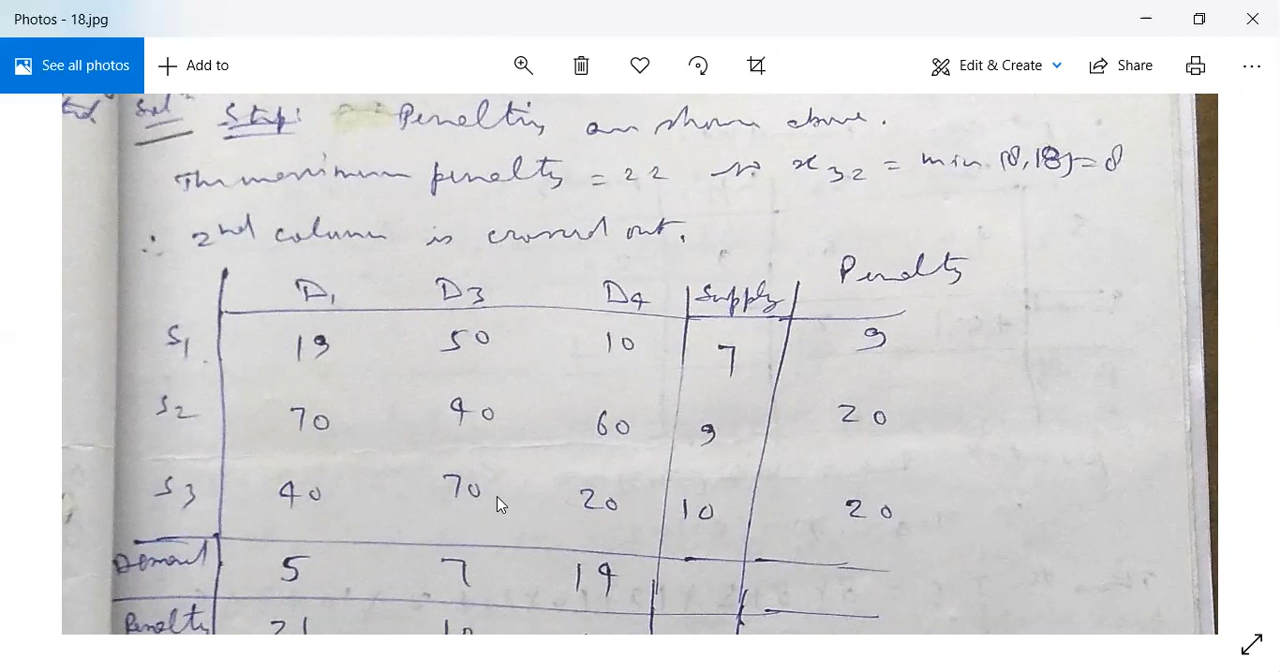 Photos - 18.jpg
See all photos
Add to
Edit & Create
Share
Soln Step: Penalties are shown above.
The maximum penalty = 22 x32 = min (8, 18) = 8
∴ 2nd column is crossed out.
D1 D3 D4 Supply Penalty
S1 19 50 10 7 9
S2 70 40 60 9 20
S3 40 70 20 10 20
Demand 5 7 14
Penalty 21 10